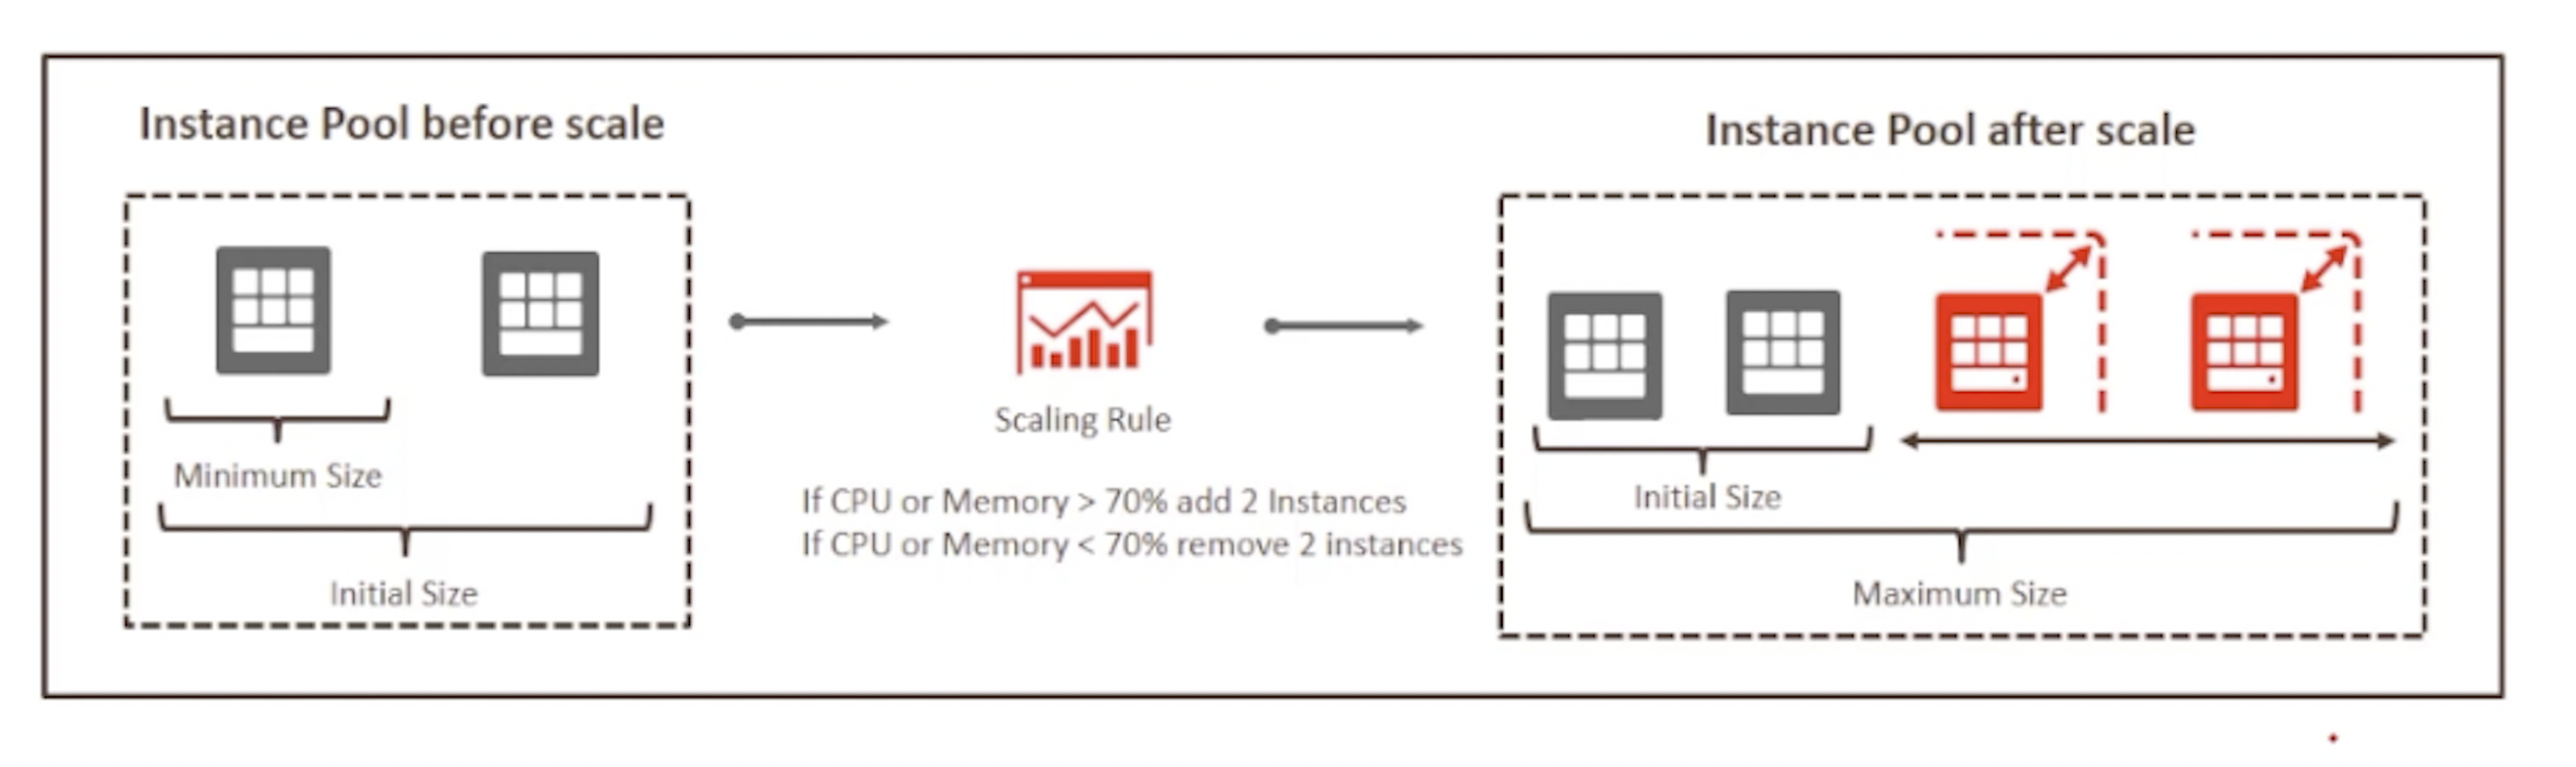 Instance Pool before scale
Minimum Size
Initial Size
Scaling Rule
If CPU or Memory > 70% add 2 Instances
If CPU or Memory < 70% remove 2 instances
Instance Pool after scale
Initial Size
Maximum Size